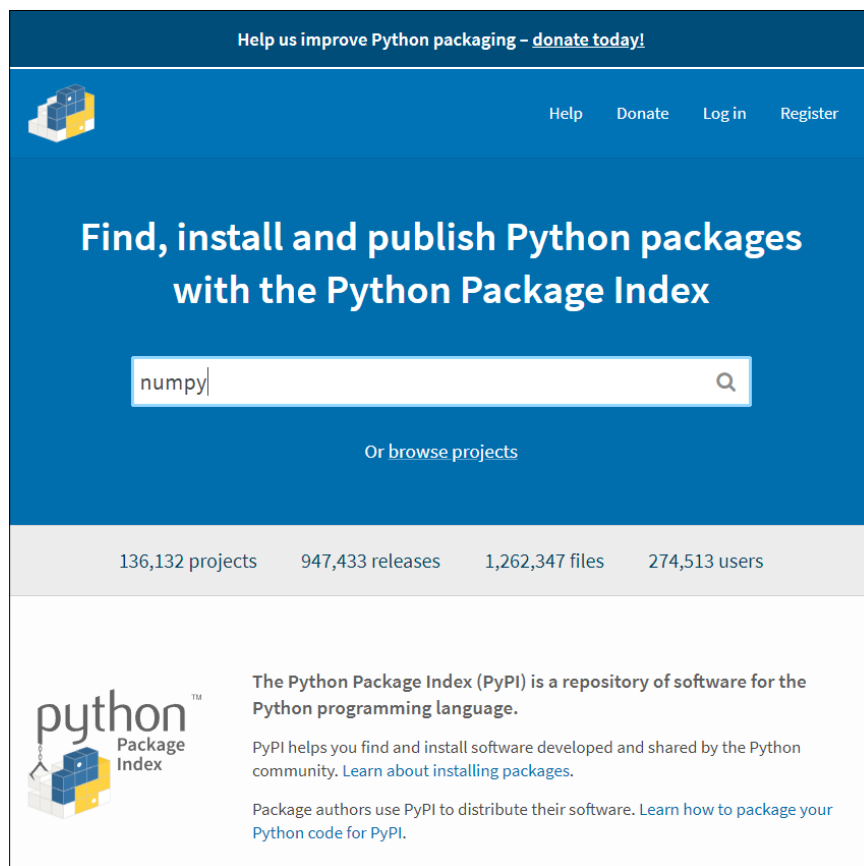 Help us improve Python packaging – donate today!
Help Donate Log in Register
Find, install and publish Python packages
with the Python Package Index
numpy
Or browse projects
136,132 projects 947,433 releases 1,262,347 files 274,513 users
python™
Package
Index
The Python Package Index (PyPI) is a repository of software for the
Python programming language.
PyPI helps you find and install software developed and shared by the Python
community. Learn about installing packages.
Package authors use PyPI to distribute their software. Learn how to package your
Python code for PyPI.